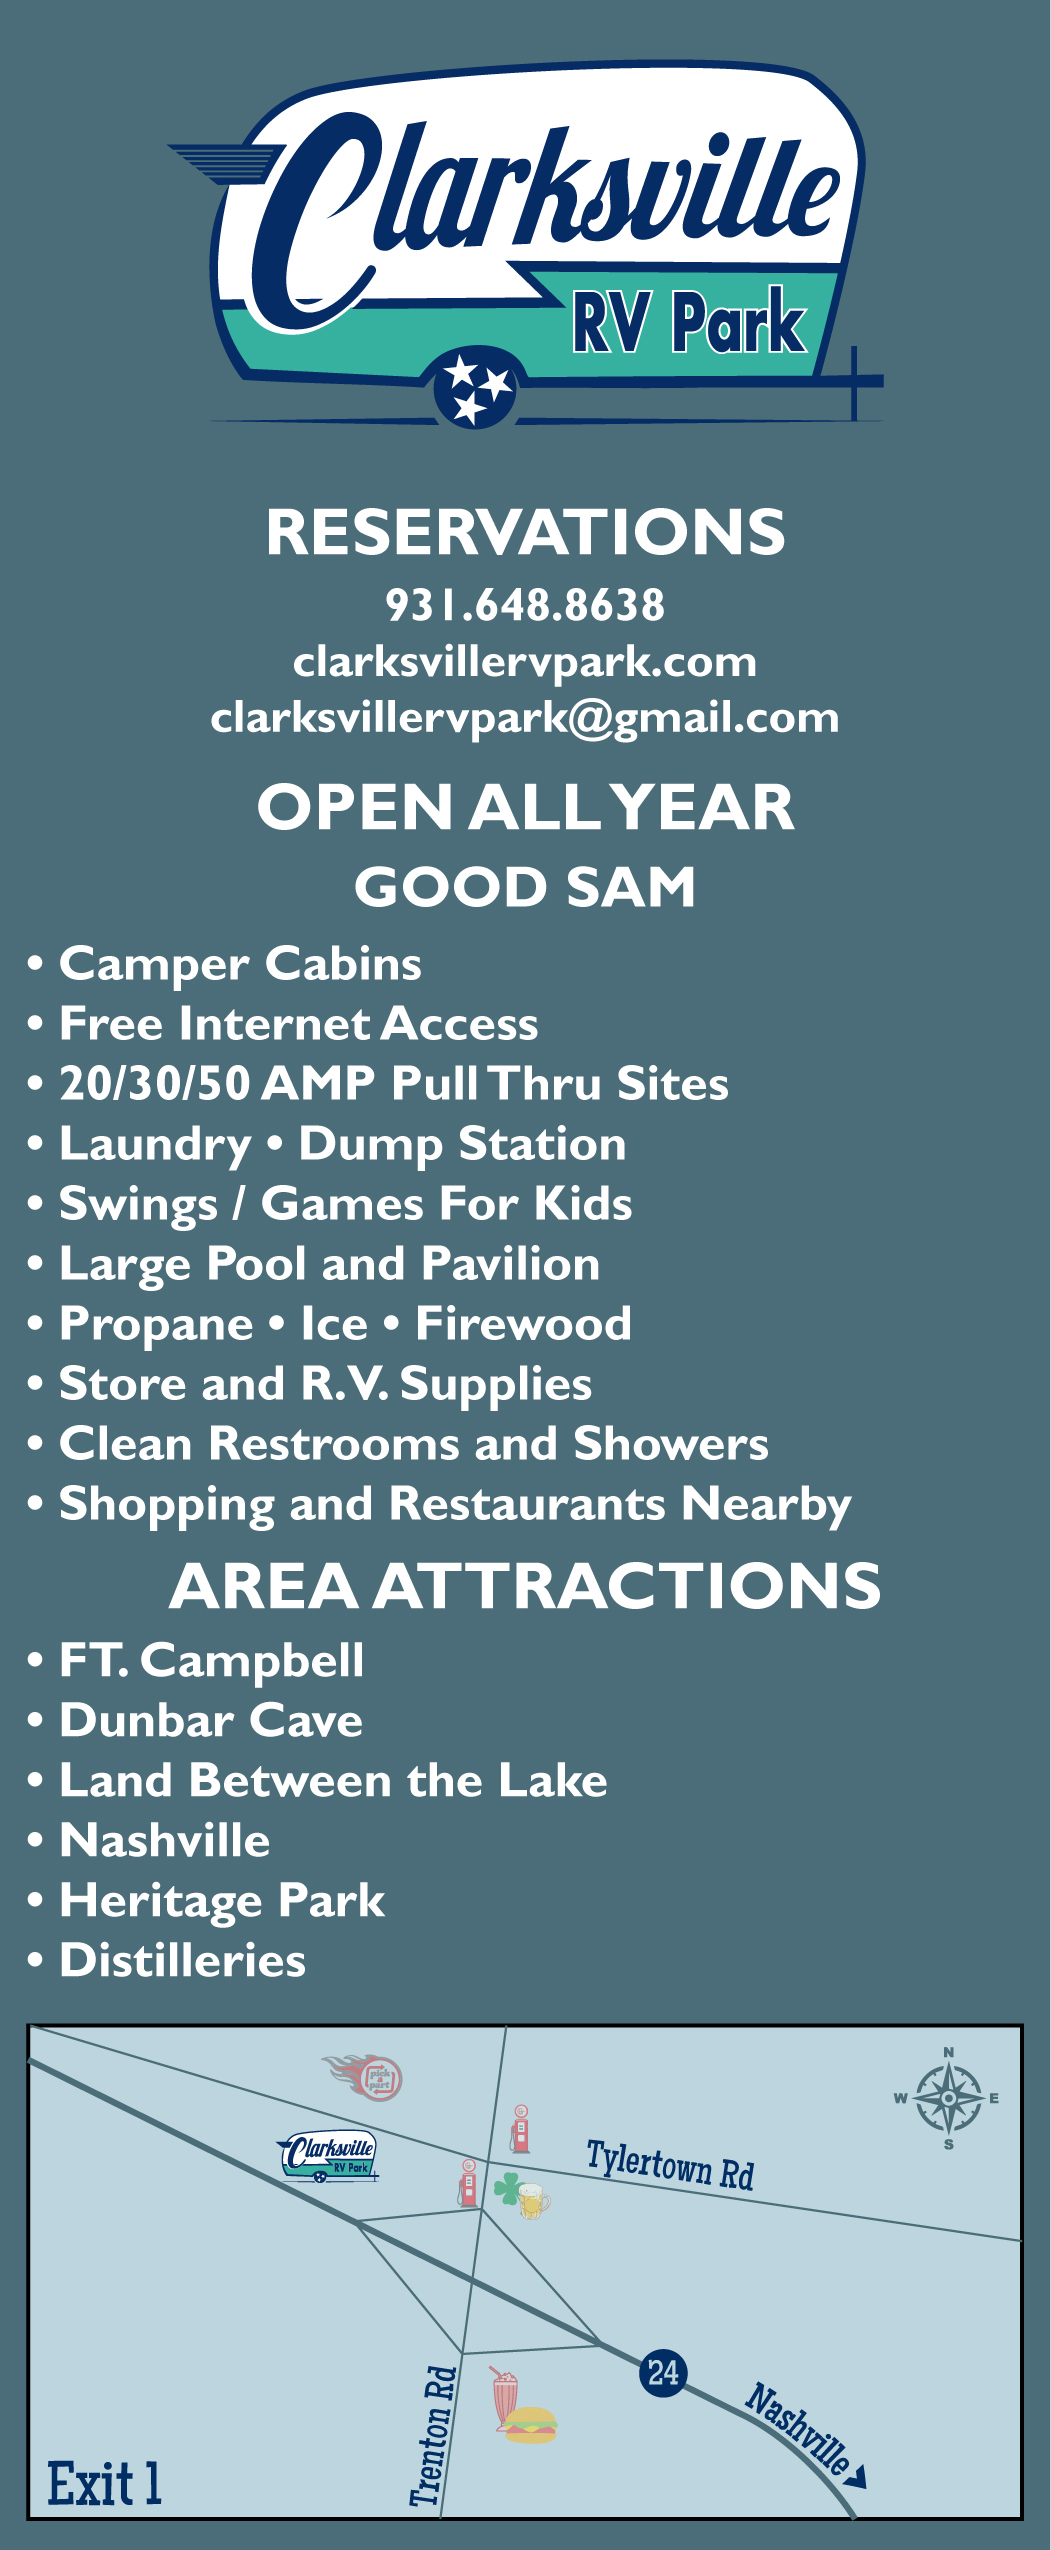 Clarksville
RV Park
RESERVATIONS
931.648.8638
clarksvillervpark.com
clarksvillervpark@gmail.com
OPEN ALL YEAR
GOOD SAM
• Camper Cabins
• Free Internet Access
• 20/30/50 AMP Pull Thru Sites
• Laundry • Dump Station
• Swings / Games For Kids
• Large Pool and Pavilion
• Propane • Ice • Firewood
• Store and R.V. Supplies
• Clean Restrooms and Showers
• Shopping and Restaurants Nearby
AREA ATTRACTIONS
• FT. Campbell
• Dunbar Cave
• Land Between the Lake
• Nashville
• Heritage Park
• Distilleries
N
W E
S
pick
a
part
Clarksville
RV Park
Tylertown Rd
24
Nashville
Trenton Rd
Exit 1